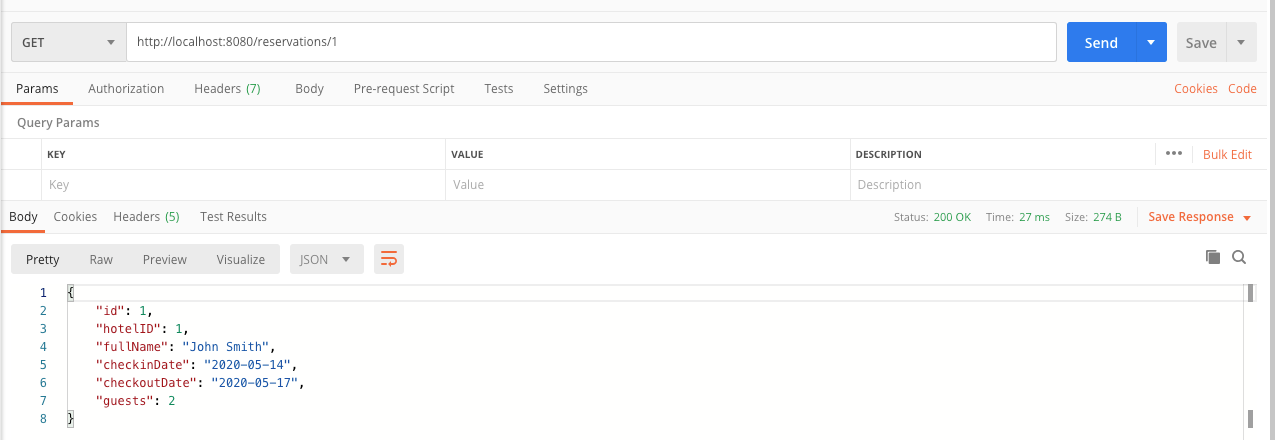 GET http://localhost:8080/reservations/1 Send Save
Params Authorization Headers (7) Body Pre-request Script Tests Settings Cookies Code
Query Params
KEY VALUE DESCRIPTION ••• Bulk Edit
Key Value Description
Body Cookies Headers (5) Test Results Status: 200 OK Time: 27 ms Size: 274 B Save Response
Pretty Raw Preview Visualize JSON
1 {
2 "id": 1,
3 "hotelID": 1,
4 "fullName": "John Smith",
5 "checkinDate": "2020-05-14",
6 "checkoutDate": "2020-05-17",
7 "guests": 2
8 }